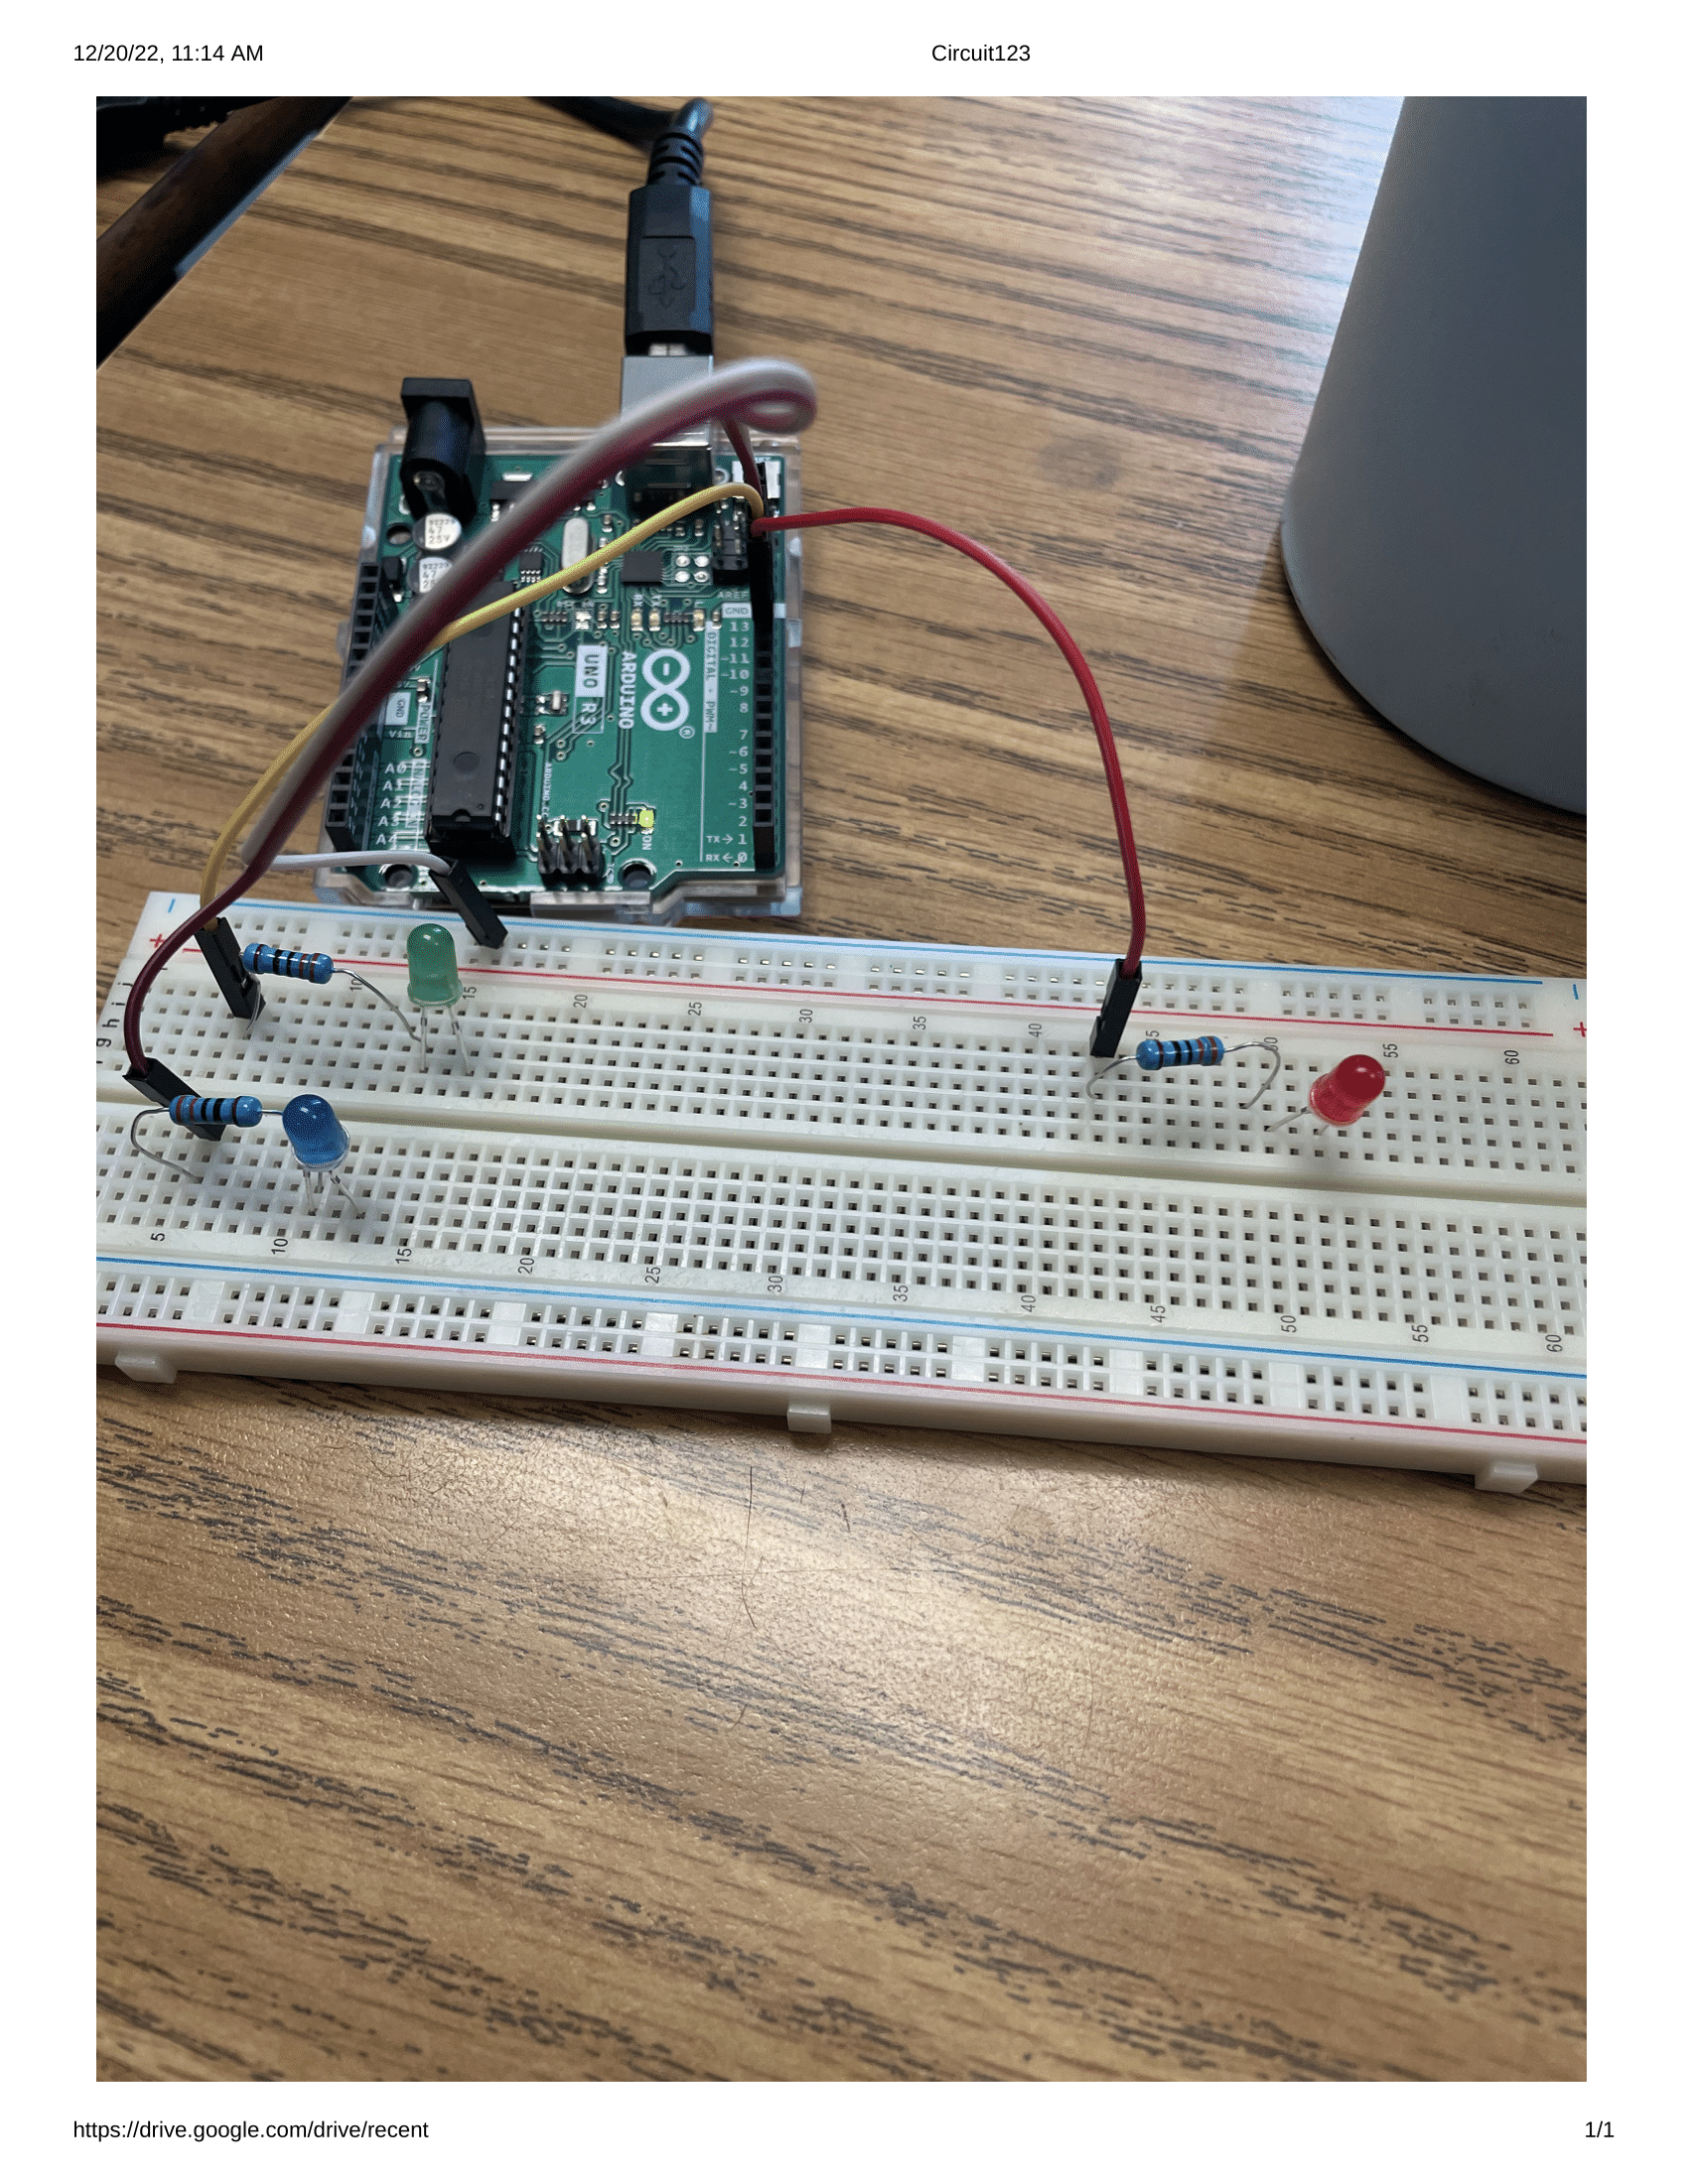 12/20/22, 11:14 AM
Circuit123
47
25V
47
AREF
GND
13
12
~11
~10
~9
8
7
~6
~5
4
~3
2
TX→ 1
RX← 0
DIGITAL (PWM~)
ARDUINO
UNO R3
ON
GND
Vin
POWER
A0
A1
A2
A3
- +
j
i
h
g
10 15 20 25 30 35 40 55 60
- +
5 10 15 20 25 30 35 40 45 50 55 60
https://drive.google.com/drive/recent
1/1